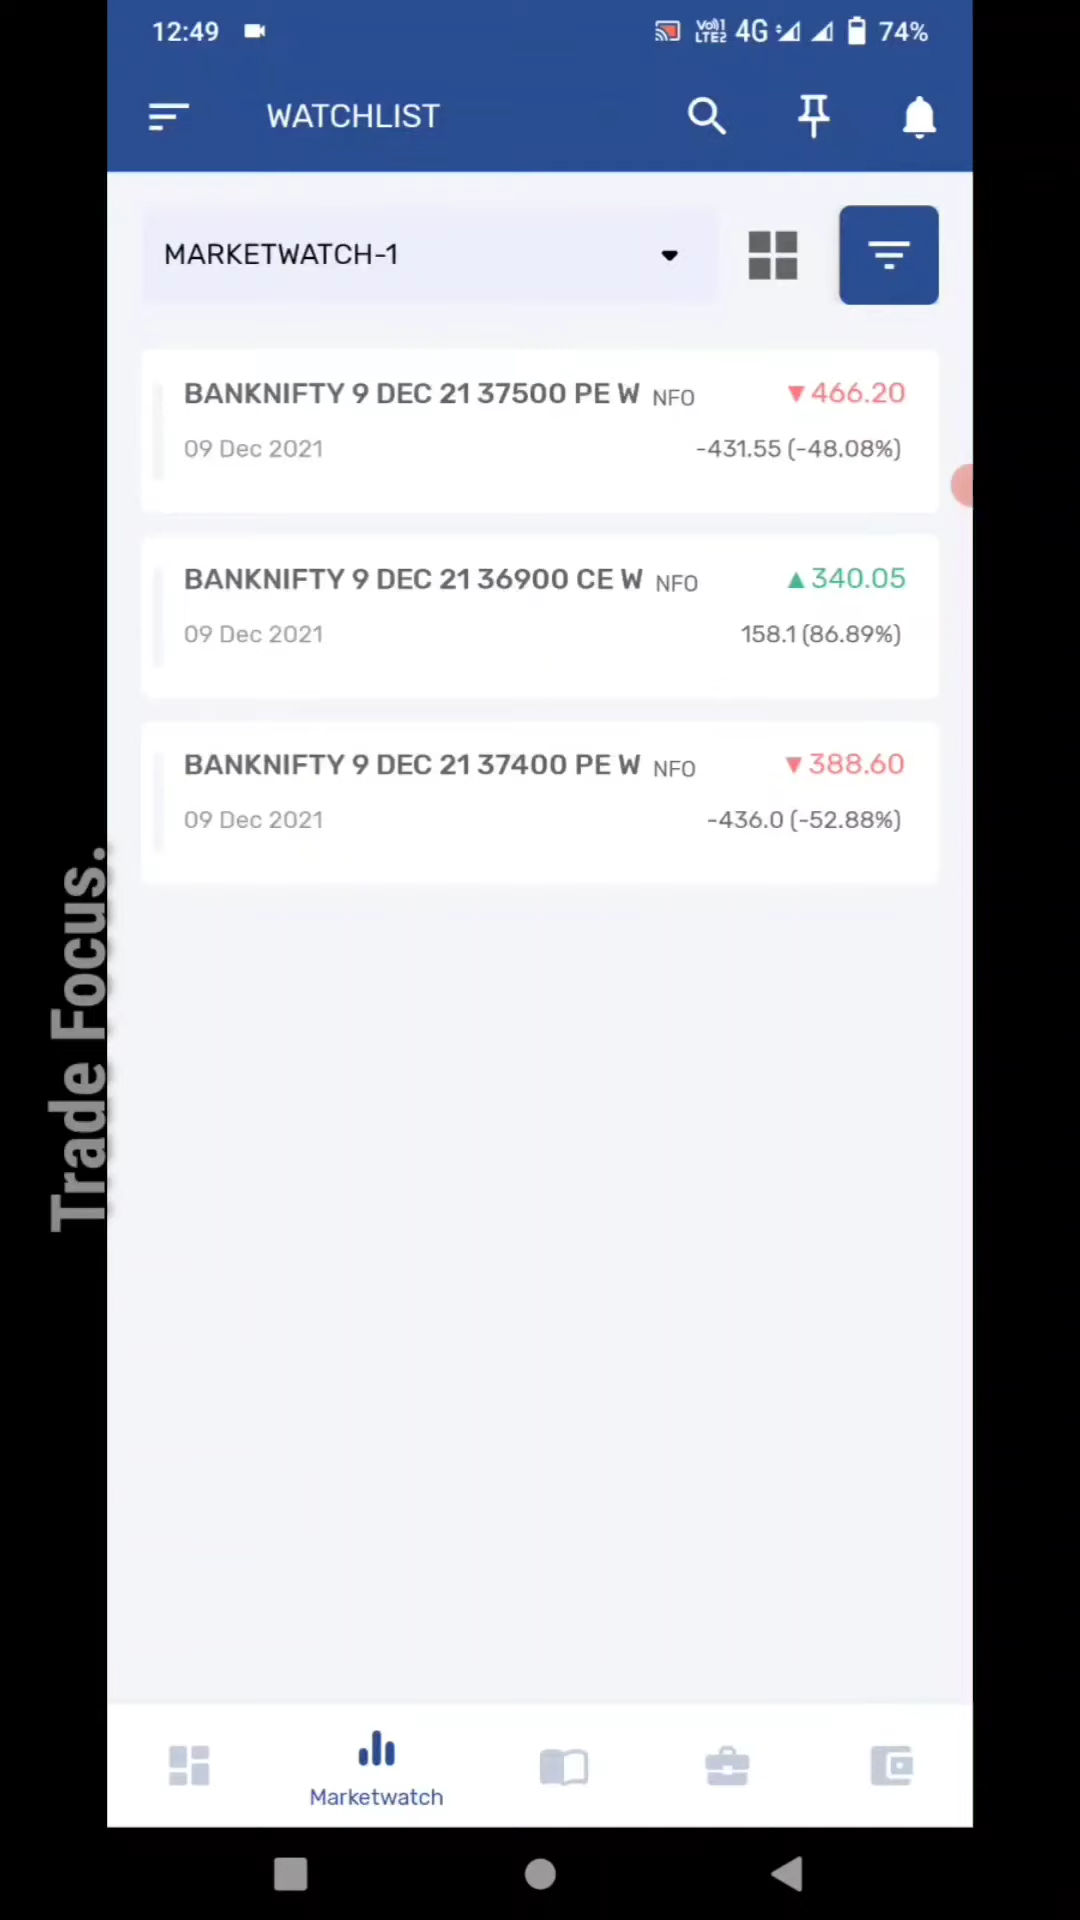 12:49 Vo))1 LTE2 4G 74%
WATCHLIST
MARKETWATCH-1
BANKNIFTY 9 DEC 21 37500 PE W NFO ▼466.20
09 Dec 2021 -431.55 (-48.08%)
BANKNIFTY 9 DEC 21 36900 CE W NFO ▲340.05
09 Dec 2021 158.1 (86.89%)
BANKNIFTY 9 DEC 21 37400 PE W NFO ▼388.60
09 Dec 2021 -436.0 (-52.88%)
Trade Focus.
Marketwatch